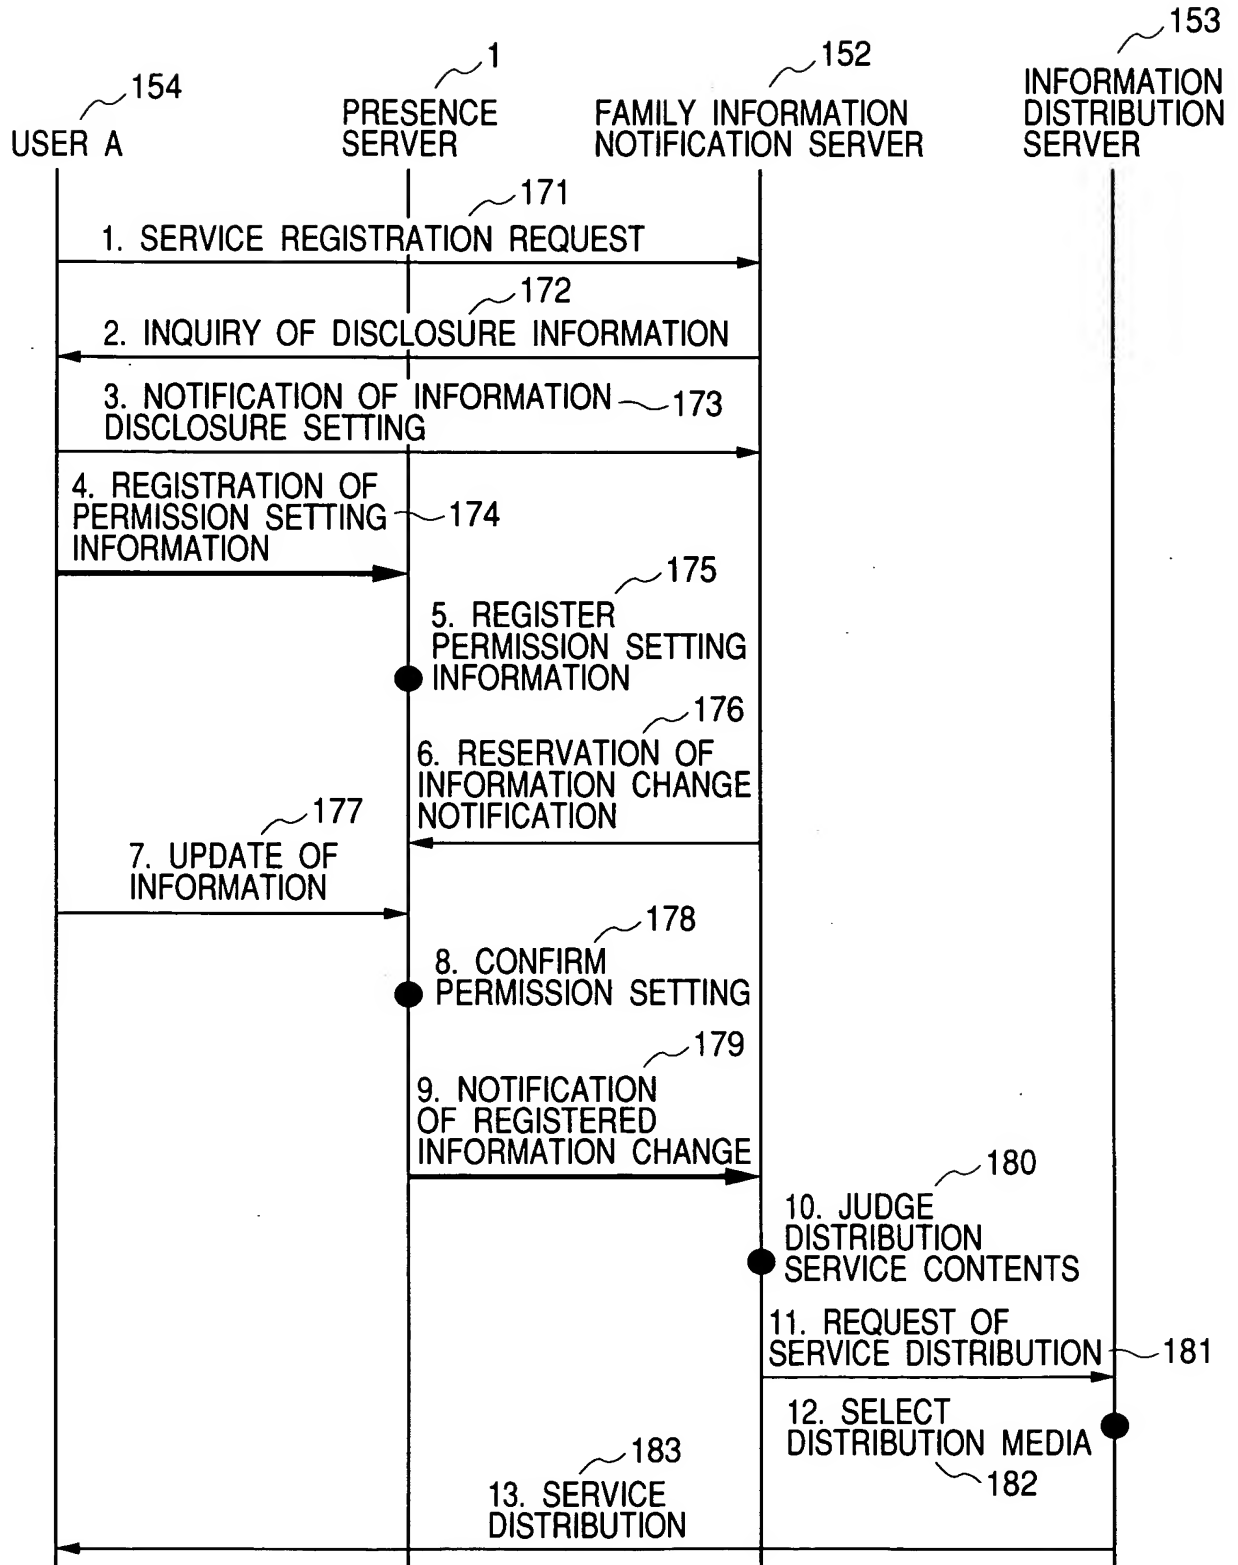 153
1
152
INFORMATION
DISTRIBUTION
SERVER
154
PRESENCE
SERVER
FAMILY INFORMATION
NOTIFICATION SERVER
USER A
171
1. SERVICE REGISTRATION REQUEST
172
2. INQUIRY OF DISCLOSURE INFORMATION
3. NOTIFICATION OF INFORMATION
DISCLOSURE SETTING
173
4. REGISTRATION OF
PERMISSION SETTING
INFORMATION
174
175
5. REGISTER
PERMISSION SETTING
INFORMATION
176
6. RESERVATION OF
INFORMATION CHANGE
NOTIFICATION
177
7. UPDATE OF
INFORMATION
178
8. CONFIRM
PERMISSION SETTING
179
9. NOTIFICATION
OF REGISTERED
INFORMATION CHANGE
180
10. JUDGE
DISTRIBUTION
SERVICE CONTENTS
11. REQUEST OF
SERVICE DISTRIBUTION
181
12. SELECT
DISTRIBUTION MEDIA
182
183
13. SERVICE
DISTRIBUTION